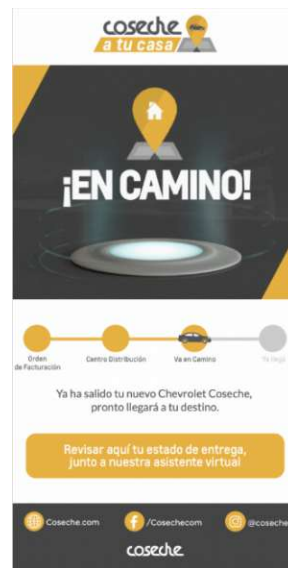 coseche
a tu casa
¡EN CAMINO!
Orden
de Facturación
Centro Distribución
Va en Camino
Ya llegó
Ya ha salido tu nuevo Chevrolet Coseche,
pronto llegará a tu destino.
Revisar aquí tu estado de entrega,
junto a nuestra asistente virtual
Coseche.com
/Cosechecom
@coseche
coseche